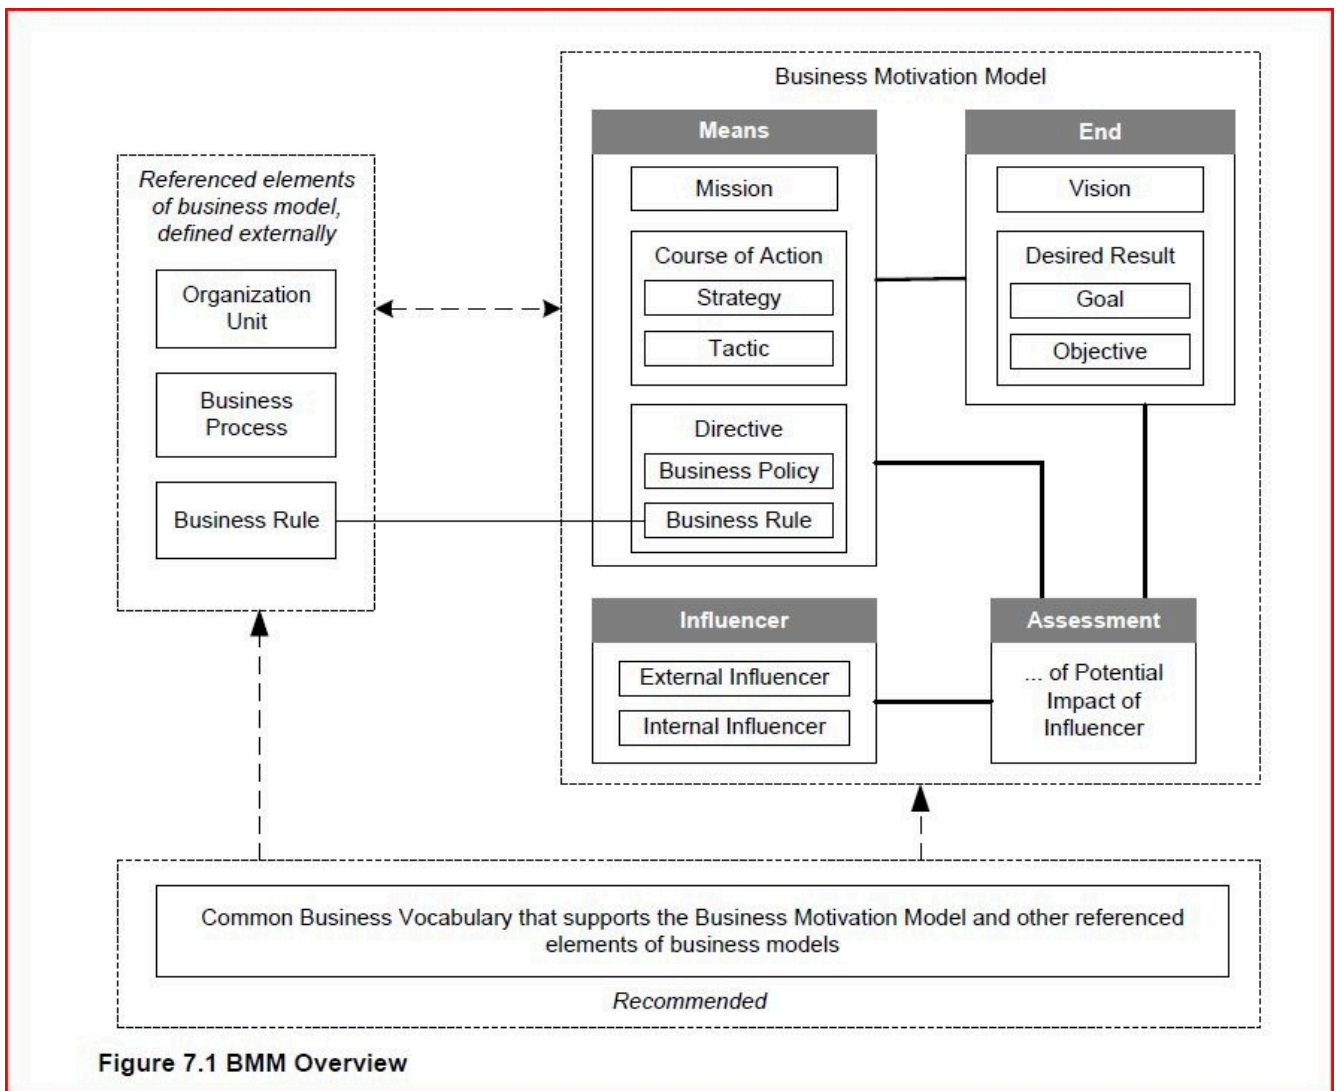 Business Motivation Model
Means
End
Referenced elements
of business model,
defined externally
Mission
Vision
Course of Action
Strategy
Tactic
Desired Result
Goal
Objective
Organization
Unit
Business
Process
Business Rule
Directive
Business Policy
Business Rule
Influencer
External Influencer
Internal Influencer
Assessment
... of Potential
Impact of
Influencer
Common Business Vocabulary that supports the Business Motivation Model and other referenced
elements of business models
Recommended
Figure 7.1 BMM Overview